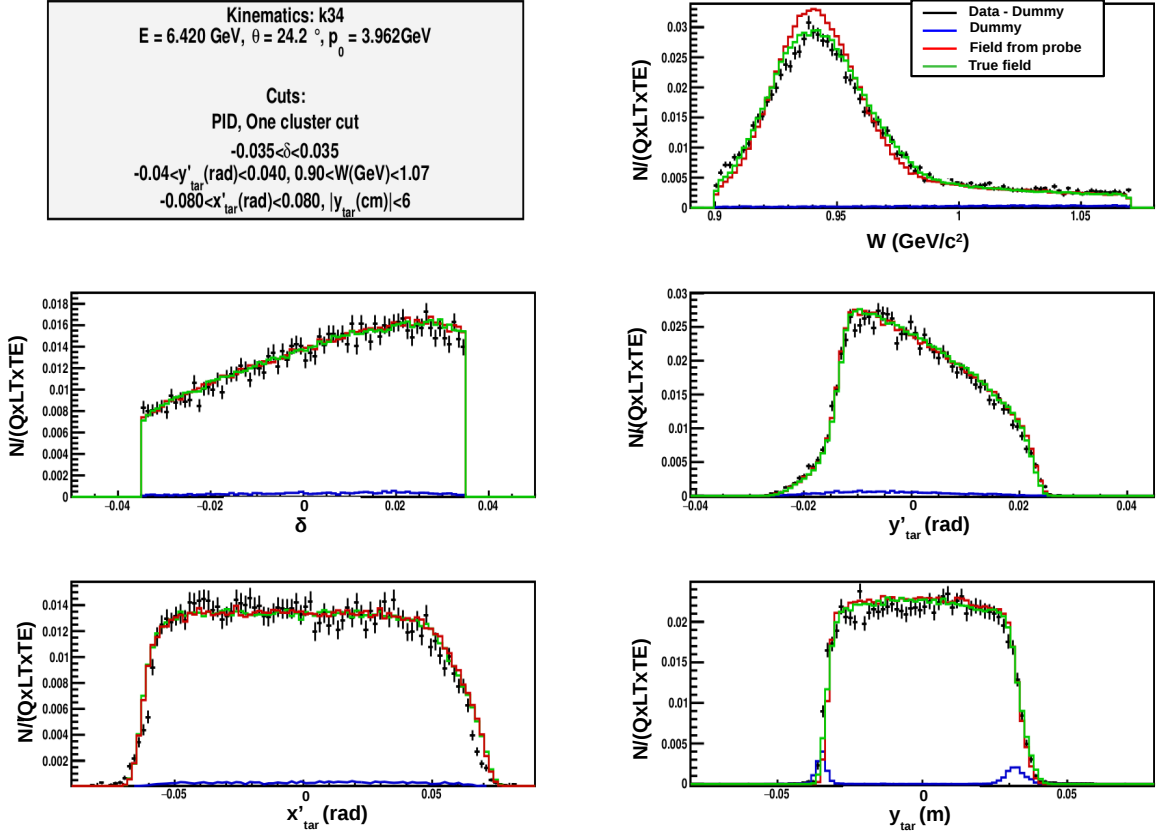 Kinematics: k34
E = 6.420 GeV, θ = 24.2 °, p₀ = 3.962GeV
Cuts:
PID, One cluster cut
-0.035<δ<0.035
-0.04<y'tar(rad)<0.040, 0.90<W(GeV)<1.07
-0.080<x'tar(rad)<0.080, |ytar(cm)|<6
N/(QxLTxTE)
0.03
0.025
0.02
0.015
0.01
0.005
0
0.9
0.95
1
1.05
W (GeV/c²)
Data - Dummy
Dummy
Field from probe
True field
N/(QxLTxTE)
0.018
0.016
0.014
0.012
0.01
0.008
0.006
0.004
0.002
0
−0.04
−0.02
0
0.02
0.04
δ
N/(QxLTxTE)
0.03
0.025
0.02
0.015
0.01
0.005
0
−0.04
−0.02
0
0.02
0.04
y'tar (rad)
N/(QxLTxTE)
0.014
0.012
0.01
0.008
0.006
0.004
0.002
−0.05
0
0.05
x'tar (rad)
N/(QxLTxTE)
0.02
0.015
0.01
0.005
0
−0.05
0
0.05
ytar (m)